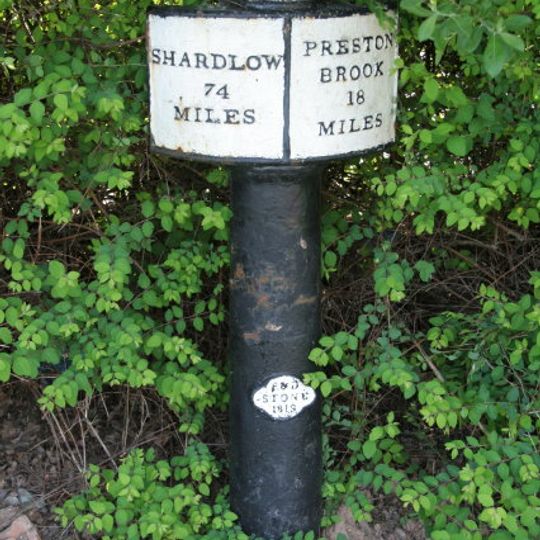 SHARDLOW
74
MILES
PRESTON
BROOK
18
MILES
R & D
STONE
1819